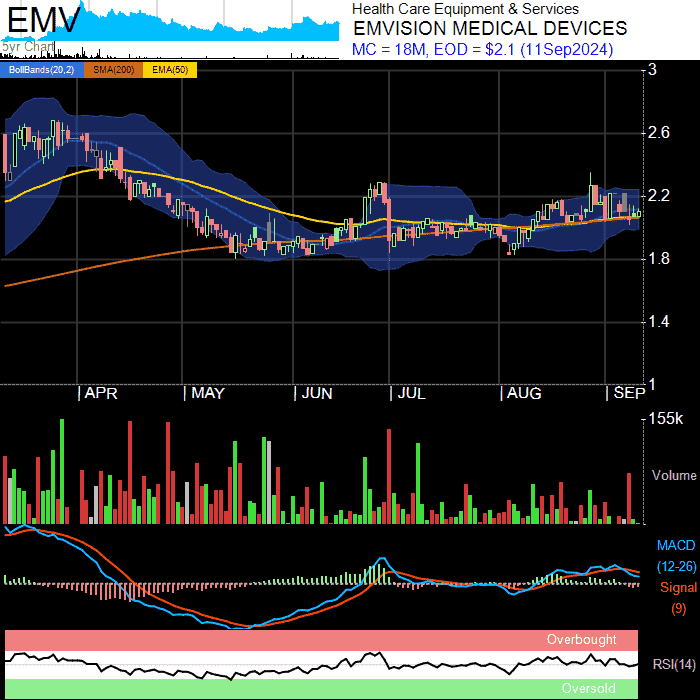 EMV
5yr Chart
Health Care Equipment & Services
EMVISION MEDICAL DEVICES
MC = 18M, EOD = $2.1 (11Sep2024)
BollBands(20,2) SMA(200) EMA(50)
3
2.6
2.2
1.8
1.4
1
APR MAY JUN JUL AUG SEP
155k
Volume
MACD
(12-26)
Signal
(9)
Overbought
RSI(14)
Oversold